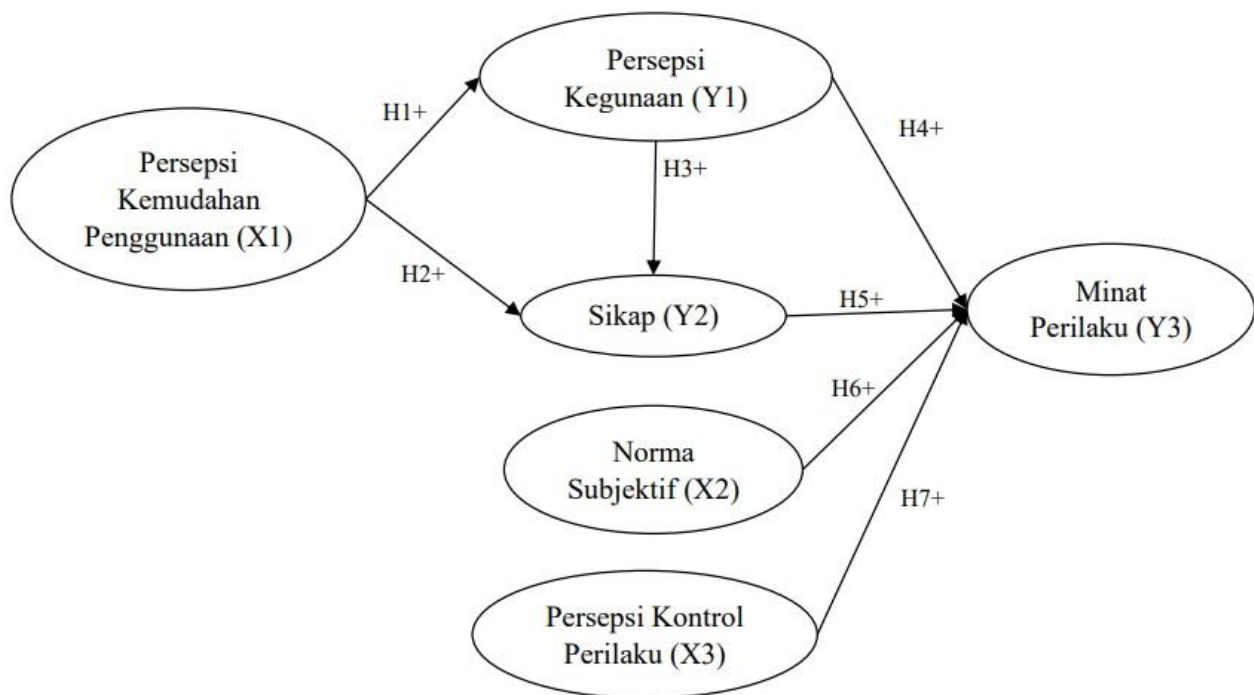 Persepsi
Kegunaan (Y1)
H1+
H4+
Persepsi
Kemudahan
Penggunaan (X1)
H3+
H2+
Sikap (Y2)
H5+
Minat
Perilaku (Y3)
H6+
Norma
Subjektif (X2)
H7+
Persepsi Kontrol
Perilaku (X3)